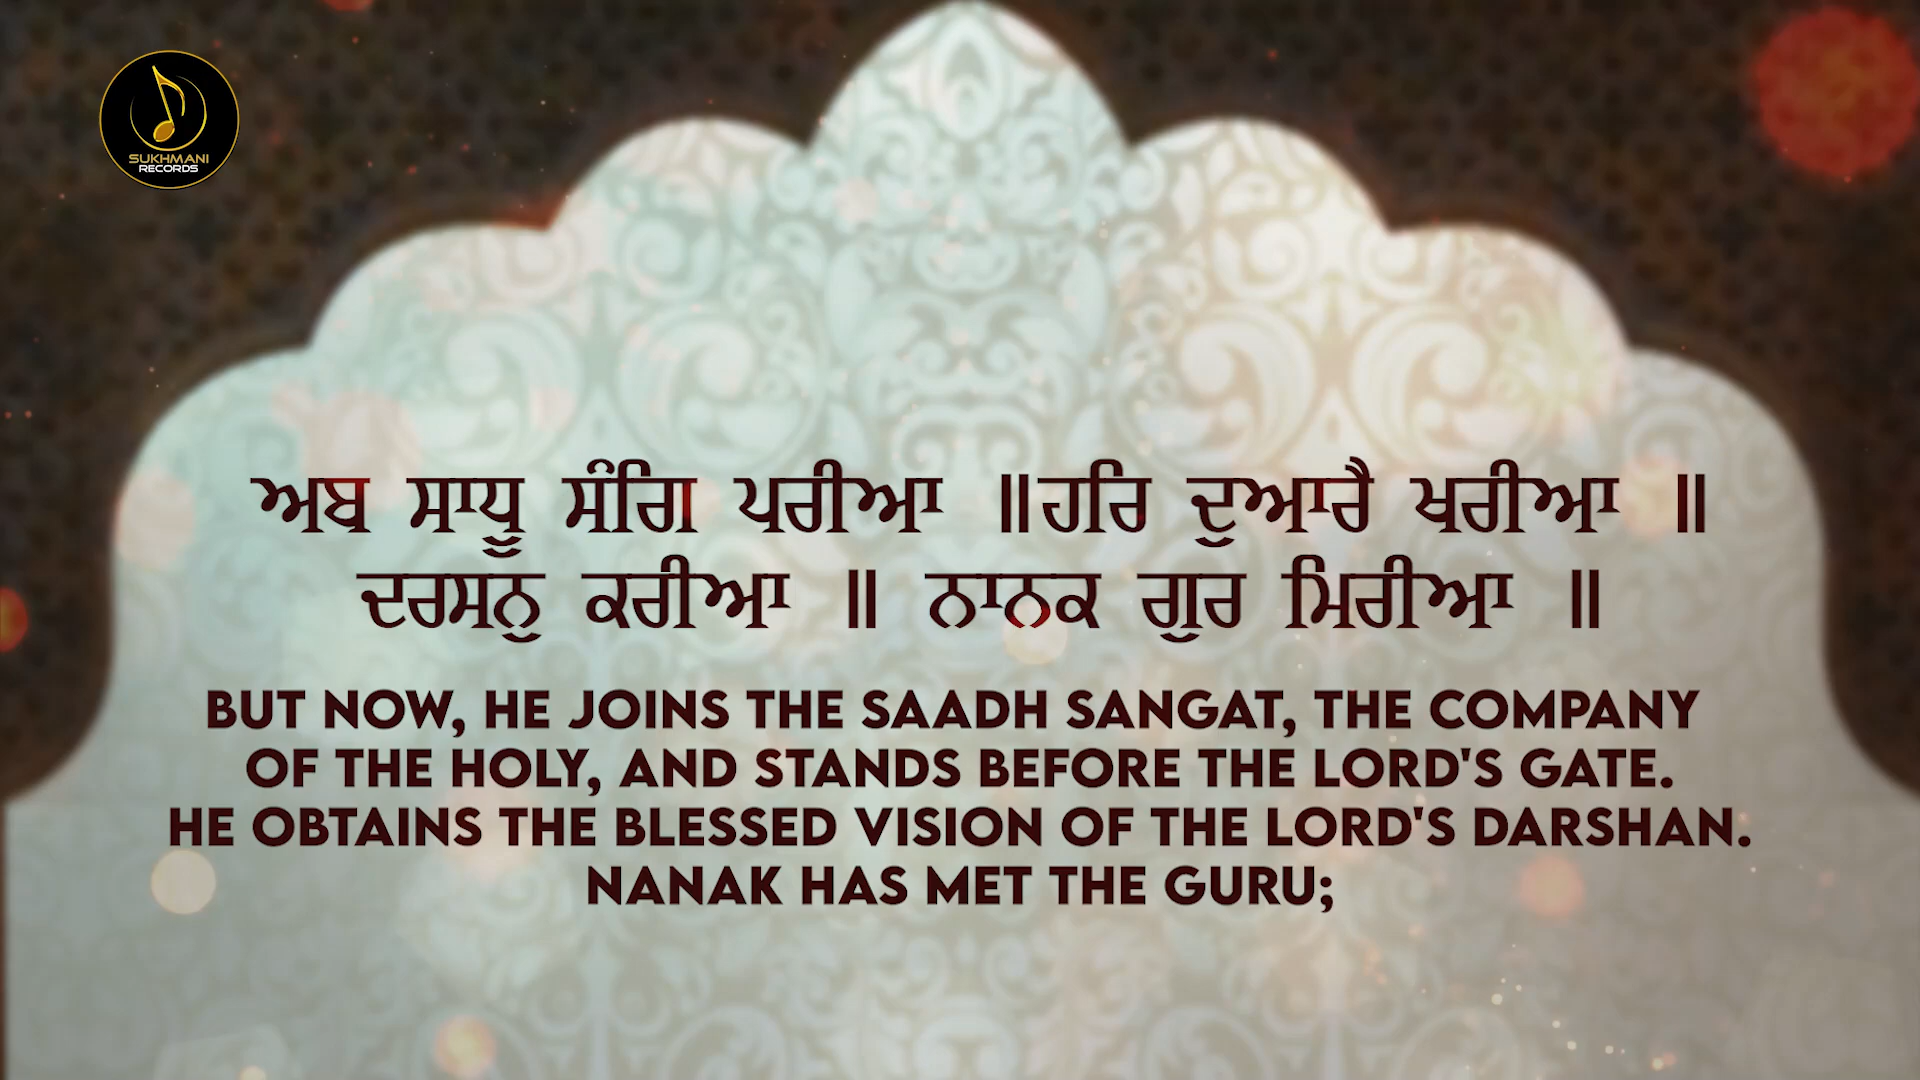 SUKHMANI
RECORDS
ਅਬ ਸਾਧੂ ਸੰਗਿ ਪਰੀਆ ॥ਹਰਿ ਦੁਆਰੈ ਖਰੀਆ ॥
ਦਰਸਨੁ ਕਰੀਆ ॥ ਨਾਨਕ ਗੁਰ ਮਿਰੀਆ ॥
BUT NOW, HE JOINS THE SAADH SANGAT, THE COMPANY
OF THE HOLY, AND STANDS BEFORE THE LORD'S GATE.
HE OBTAINS THE BLESSED VISION OF THE LORD'S DARSHAN.
NANAK HAS MET THE GURU;